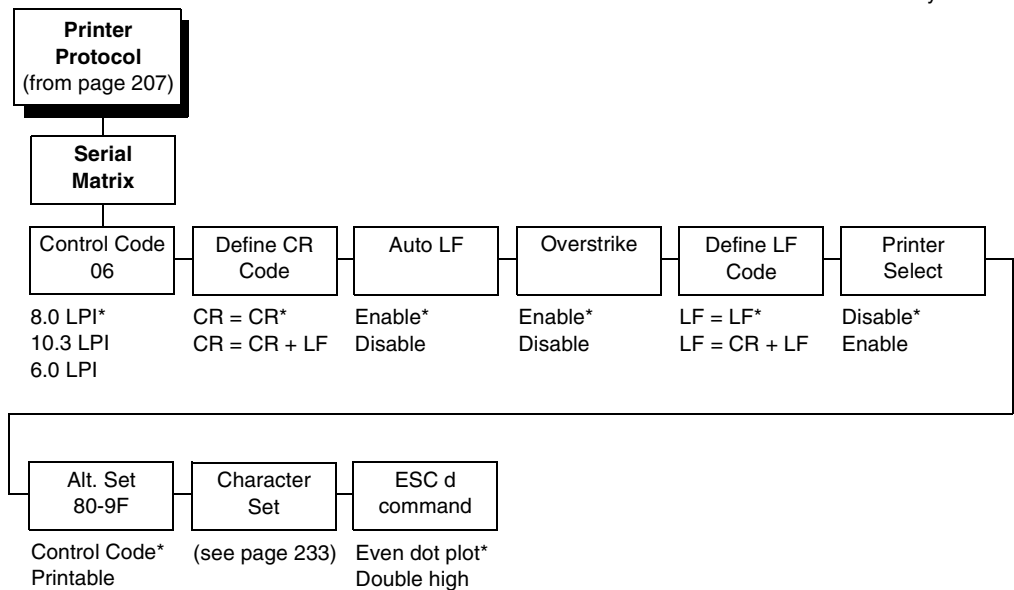 Printer
Protocol
(from page 207)
Serial
Matrix
Control Code
06
8.0 LPI*
10.3 LPI
6.0 LPI
Define CR
Code
CR = CR*
CR = CR + LF
Auto LF
Enable*
Disable
Overstrike
Enable*
Disable
Define LF
Code
LF = LF*
LF = CR + LF
Printer
Select
Disable*
Enable
Alt. Set
80-9F
Control Code*
Printable
Character
Set
(see page 233)
ESC d
command
Even dot plot*
Double high